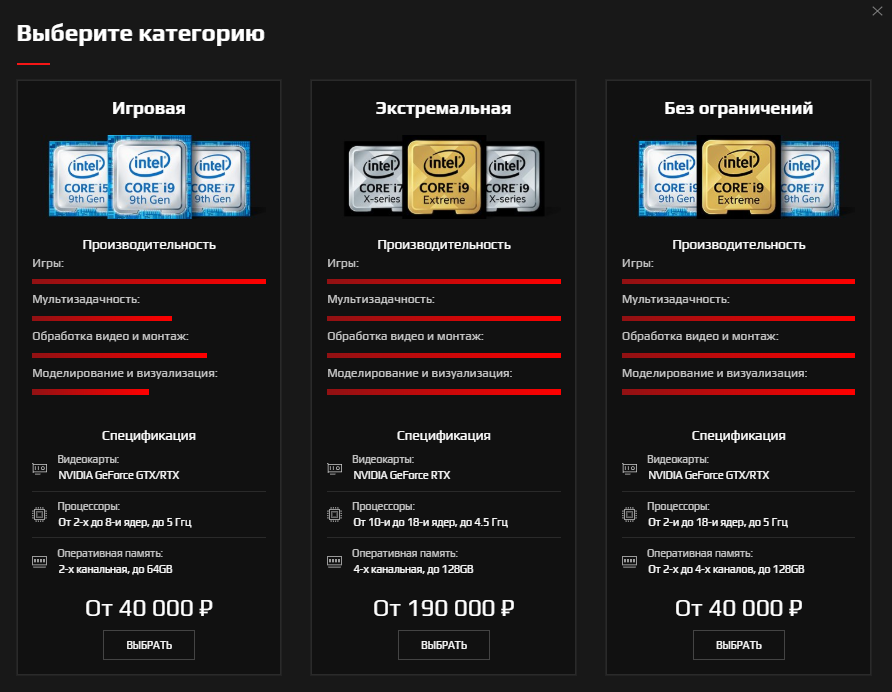 Выберите категорию
Игровая
intel
CORE i5
9th Gen
intel
CORE i9
9th Gen
intel
CORE i7
9th Gen
Производительность
Игры:
Мультизадачность:
Обработка видео и монтаж:
Моделирование и визуализация:
Спецификация
Видеокарты:
NVIDIA GeForce GTX/RTX
Процессоры:
От 2-х до 8-и ядер, до 5 Ггц
Оперативная память:
2-х канальная, до 64GB
От 40 000 ₽
ВЫБРАТЬ
Экстремальная
intel
CORE i7
X-series
intel
CORE i9
Extreme
intel
CORE i9
X-series
Производительность
Игры:
Мультизадачность:
Обработка видео и монтаж:
Моделирование и визуализация:
Спецификация
Видеокарты:
NVIDIA GeForce RTX
Процессоры:
От 10-и до 18-и ядер, до 4.5 Ггц
Оперативная память:
4-х канальная, до 128GB
От 190 000 ₽
ВЫБРАТЬ
Без ограничений
intel
CORE i9
9th Gen
intel
CORE i9
Extreme
intel
CORE i7
9th Gen
Производительность
Игры:
Мультизадачность:
Обработка видео и монтаж:
Моделирование и визуализация:
Спецификация
Видеокарты:
NVIDIA GeForce GTX/RTX
Процессоры:
От 2-и до 18-и ядер, до 5 Ггц
Оперативная память:
От 2-х до 4-х каналов, до 128GB
От 40 000 ₽
ВЫБРАТЬ